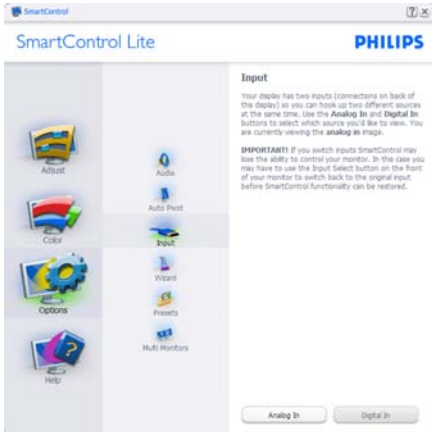 SmartControl
SmartControl Lite
PHILIPS
Adjust
Color
Options
Help
Audio
Auto Pivot
Input
Wizard
Presets
Multi Monitors
Input
Your display has two inputs (connections on back of
the display) so you can hook up two different sources
at the same time. Use the Analog In and Digital In
buttons to select which source you'd like to view. You
are currently viewing the analog in image.
IMPORTANT! If you switch inputs SmartControl may
lose the ability to control your monitor. In the case you
may have to use the Input Select button on the front
of your monitor to switch back to the original input
before SmartControl functionality can be restored.
Analog In
Digital In